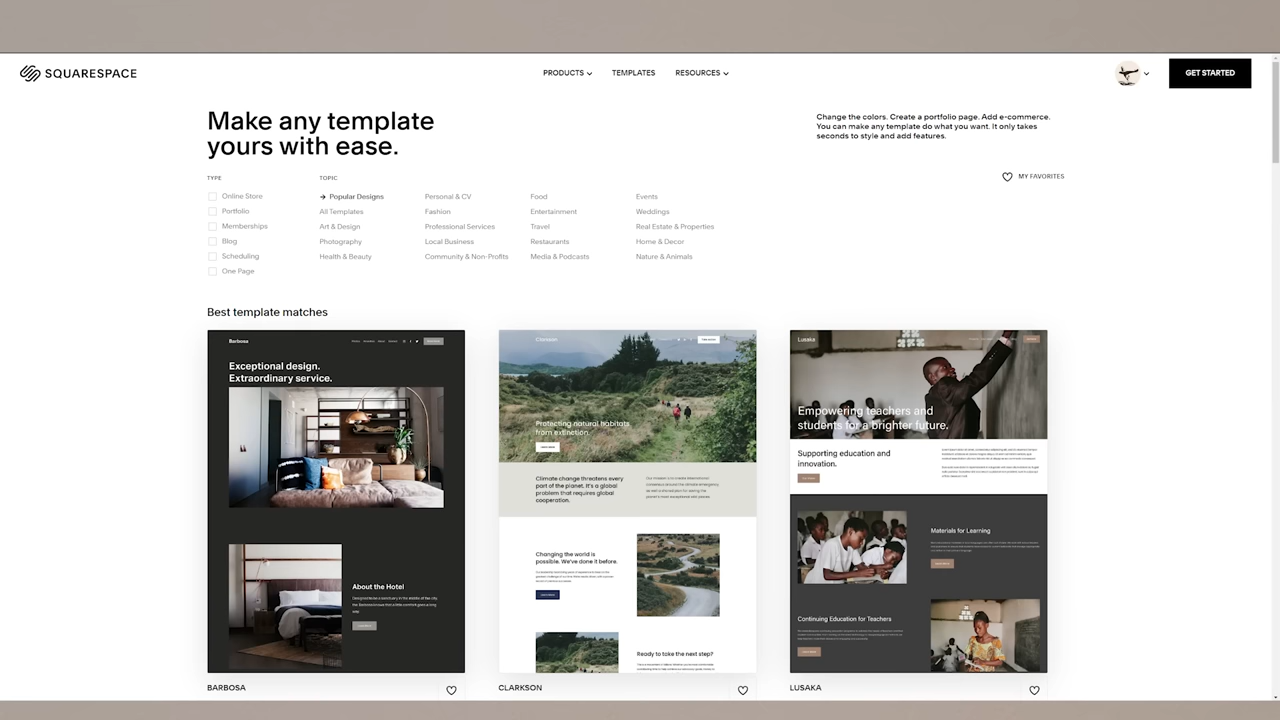 SQUARESPACE
PRODUCTS
TEMPLATES
RESOURCES
GET STARTED
Make any template
yours with ease.
Change the colors. Create a portfolio page. Add e-commerce.
You can make any template do what you want. It only takes
seconds to style and add features.
MY FAVORITES
TYPE
Online Store
Portfolio
Memberships
Blog
Scheduling
One Page
TOPIC
→ Popular Designs
All Templates
Art & Design
Photography
Health & Beauty
Personal & CV
Fashion
Professional Services
Local Business
Community & Non-Profits
Food
Entertainment
Travel
Restaurants
Media & Podcasts
Events
Weddings
Real Estate & Properties
Home & Decor
Nature & Animals
Best template matches
Barbosa
Exceptional design.
Extraordinary service.
About the Hotel
BARBOSA
Clarkson
Protecting natural habitats
from extinction.
Climate change threatens every
part of the planet. It's a global
problem that requires global
cooperation.
Changing the world is
possible. We've done it before.
Ready to take the next step?
CLARKSON
Lusaka
Empowering teachers and
students for a brighter future.
Supporting education and
innovation.
Materials for Learning
Continuing Education for Teachers
LUSAKA